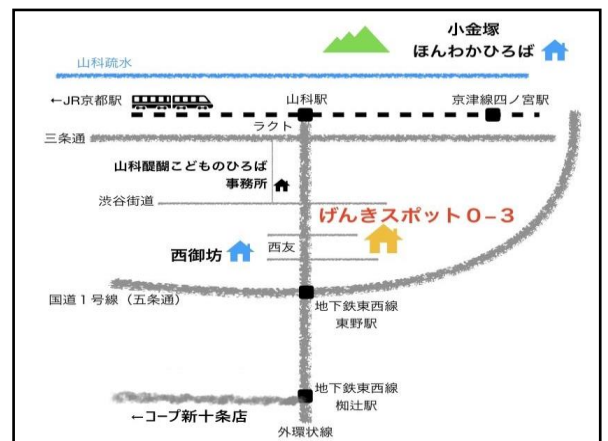 小金塚
ほんわかひろば
山科疏水
←JR京都駅
山科駅
京津線四ノ宮駅
ラクト
三条通
山科醍醐こどものひろば
事務所
渋谷街道
げんきスポット0-3
西友
西御坊
国道1号線（五条通）
地下鉄東西線
東野駅
地下鉄東西線
椥辻駅
←コープ新十条店
外環状線